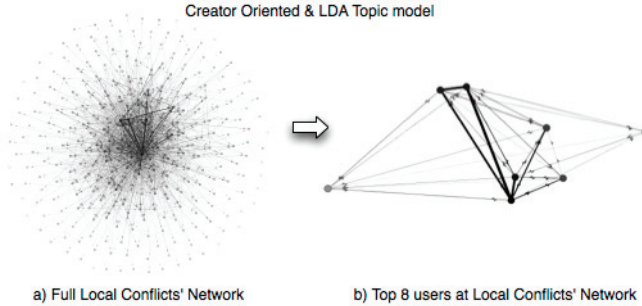 Creator Oriented & LDA Topic model
a) Full Local Conflicts' Network
b) Top 8 users at Local Conflicts' Network